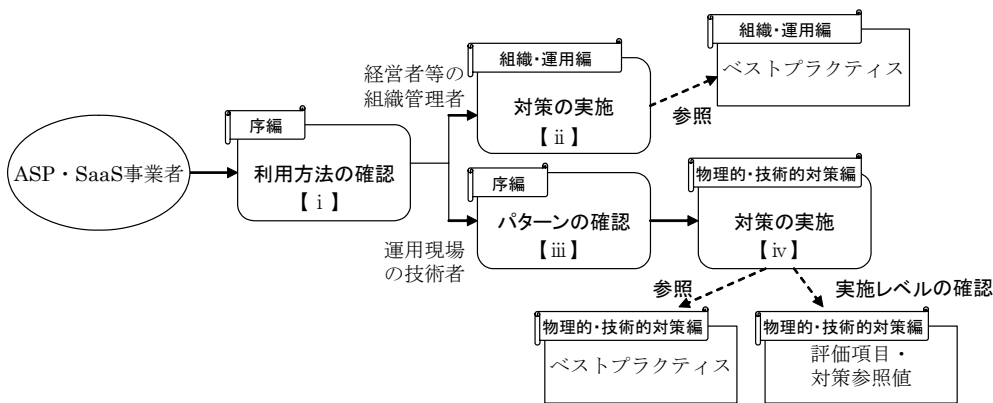 組織・運用編
ベストプラクティス
組織・運用編
経営者等の
組織管理者
対策の実施
【ⅱ】
参照
序編
ASP・SaaS事業者
利用方法の確認
【ⅰ】
序編
パターンの確認
【ⅲ】
運用現場
の技術者
物理的・技術的対策編
対策の実施
【ⅳ】
参照
実施レベルの確認
物理的・技術的対策編
ベストプラクティス
物理的・技術的対策編
評価項目・
対策参照値